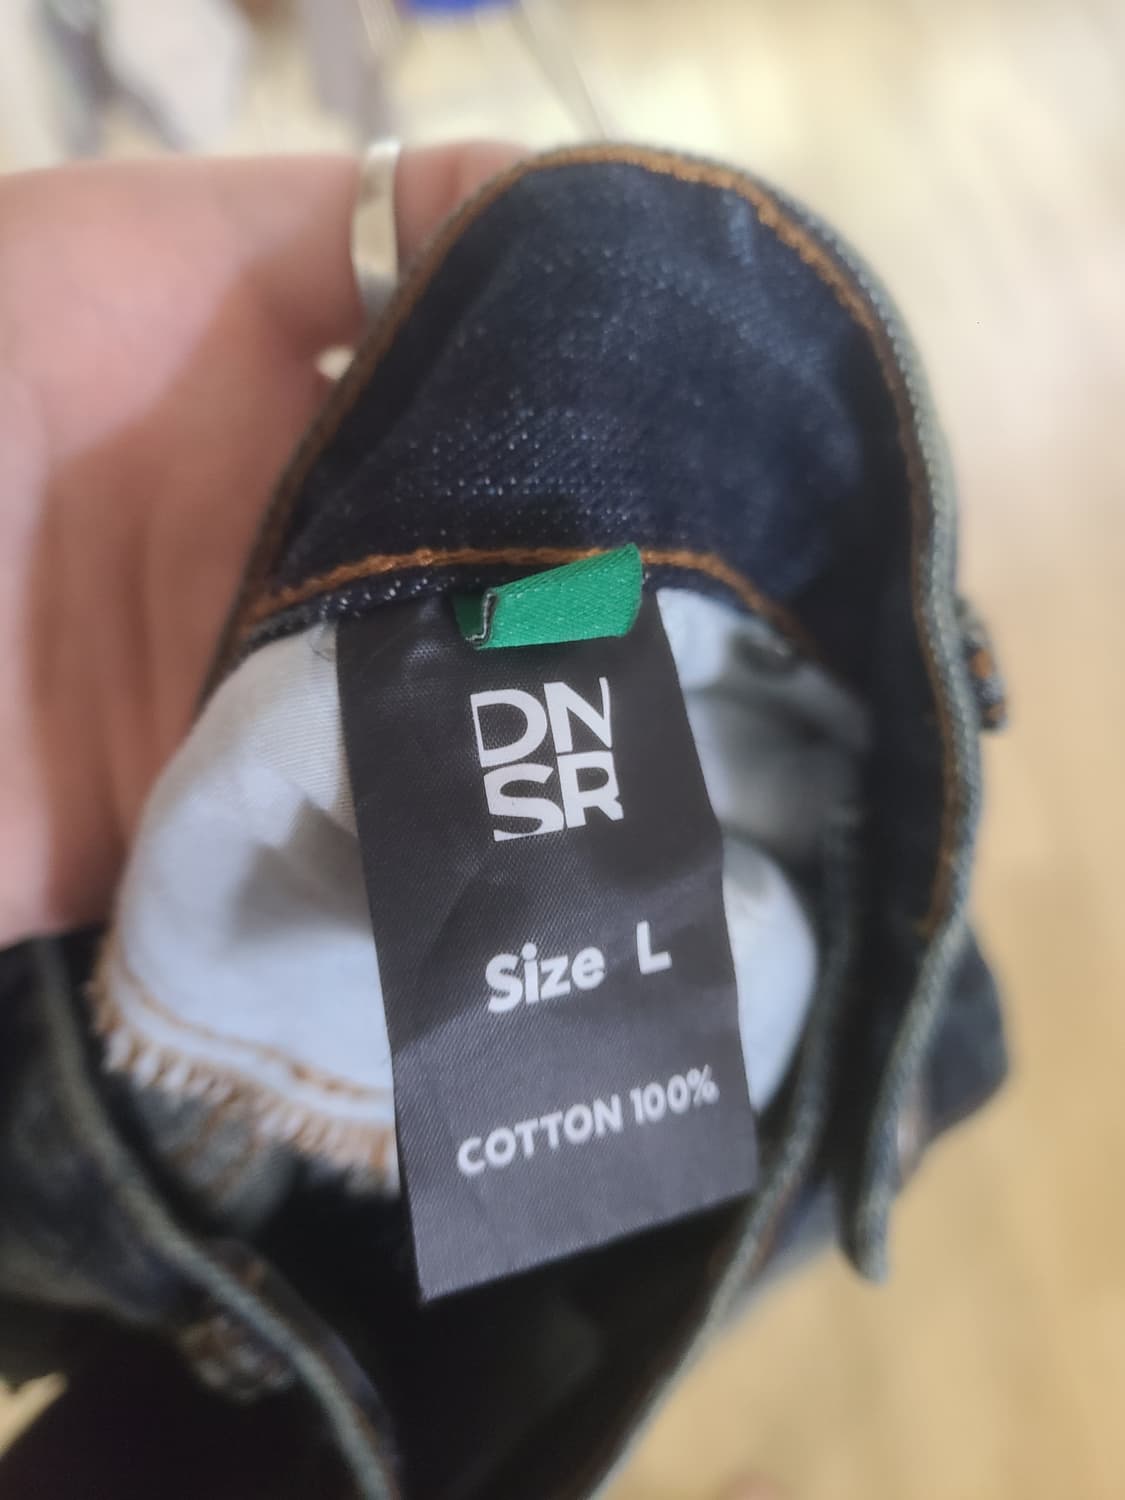 DN
SR
Size L
COTTON 100%